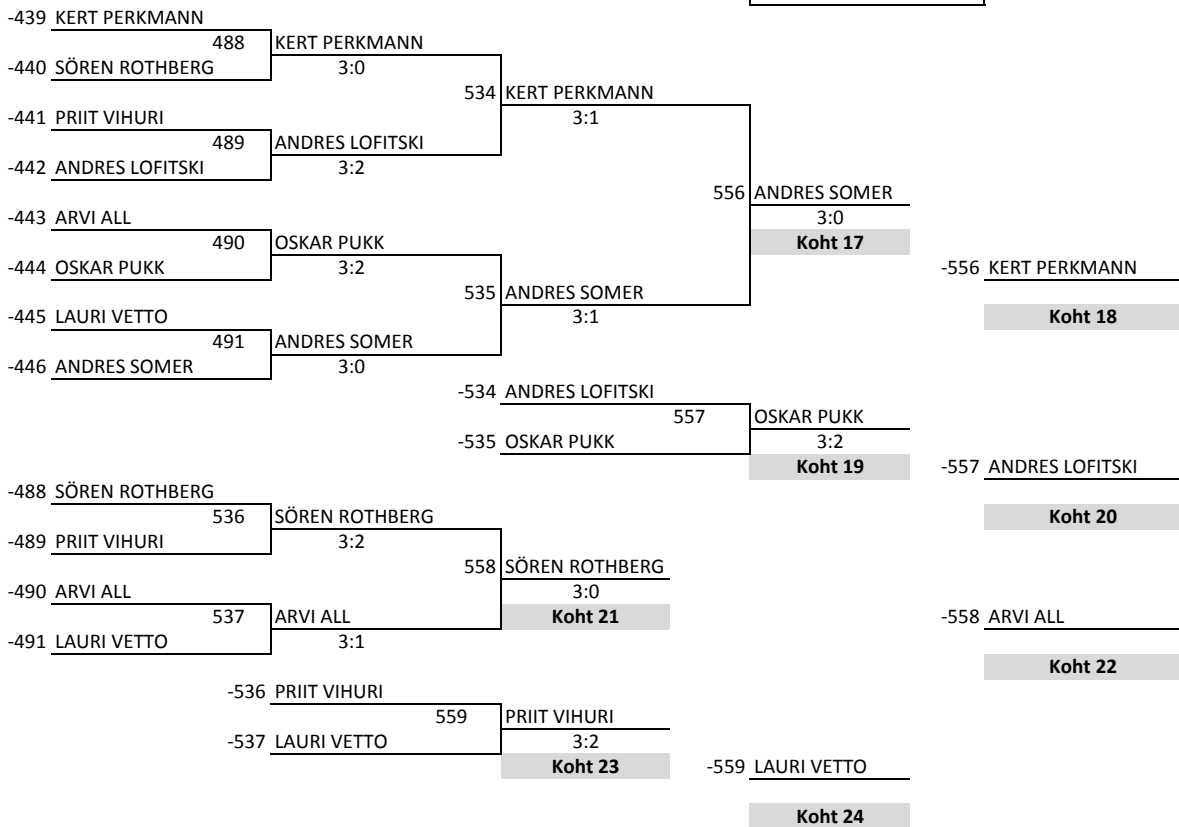 -439 KERT PERKMANN
488 KERT PERKMANN
-440 SÖREN ROTHBERG 3:0
534 KERT PERKMANN
-441 PRIIT VIHURI 3:1
489 ANDRES LOFITSKI
-442 ANDRES LOFITSKI 3:2
556 ANDRES SOMER
-443 ARVI ALL 3:0
490 OSKAR PUKK Koht 17
-444 OSKAR PUKK 3:2 -556 KERT PERKMANN
535 ANDRES SOMER
-445 LAURI VETTO 3:1 Koht 18
491 ANDRES SOMER
-446 ANDRES SOMER 3:0
-534 ANDRES LOFITSKI
557 OSKAR PUKK
-535 OSKAR PUKK 3:2
Koht 19 -557 ANDRES LOFITSKI
-488 SÖREN ROTHBERG
536 SÖREN ROTHBERG Koht 20
-489 PRIIT VIHURI 3:2
558 SÖREN ROTHBERG
-490 ARVI ALL 3:0
537 ARVI ALL Koht 21 -558 ARVI ALL
-491 LAURI VETTO 3:1
Koht 22
-536 PRIIT VIHURI
559 PRIIT VIHURI
-537 LAURI VETTO 3:2
Koht 23 -559 LAURI VETTO
Koht 24